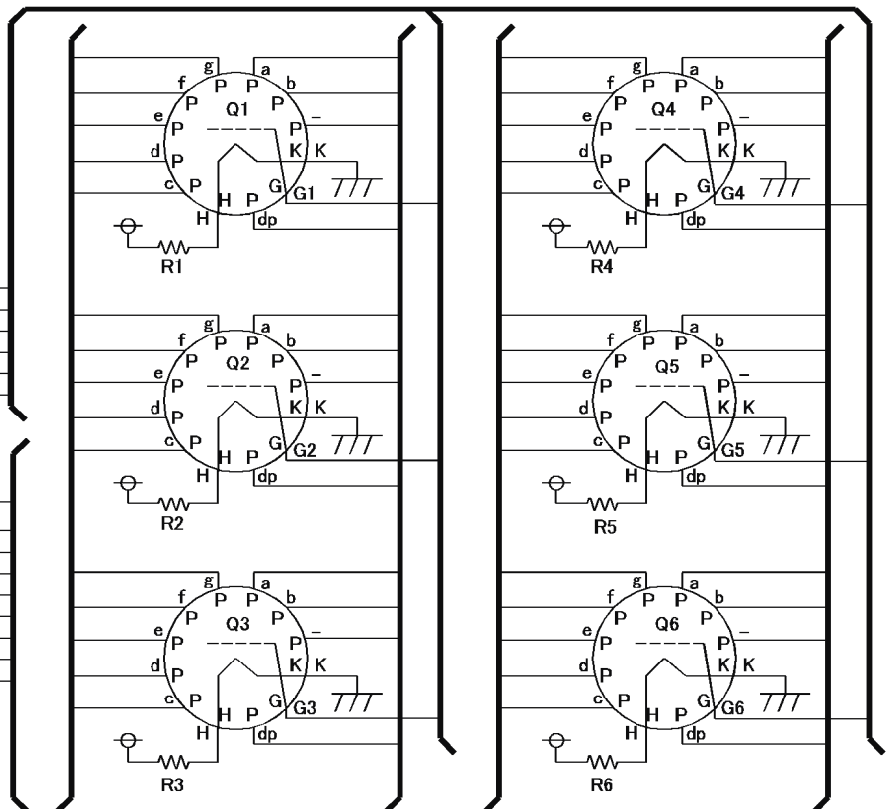 g a g a
f P P b f P P b
P Q1 P P Q4 P
e P P – e P P –
d P K K d P K K
c P G G1 c P G G4
H H P H H P
dp dp
R1 R4
g a g a
f P P b f P P b
P Q2 P P Q5 P
e P P – e P P –
d P K K d P K K
c P G G2 c P G G5
H H P H H P
dp dp
R2 R5
g a g a
f P P b f P P b
P Q3 P P Q6 P
e P P – e P P –
d P K K d P K K
c P G G3 c P G G6
H H P H H P
dp dp
R3 R6